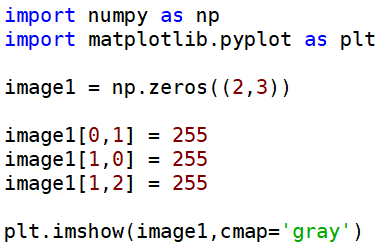 import numpy as np
import matplotlib.pyplot as plt
image1 = np.zeros((2,3))
image1[0,1] = 255
image1[1,0] = 255
image1[1,2] = 255
plt.imshow(image1,cmap='gray')